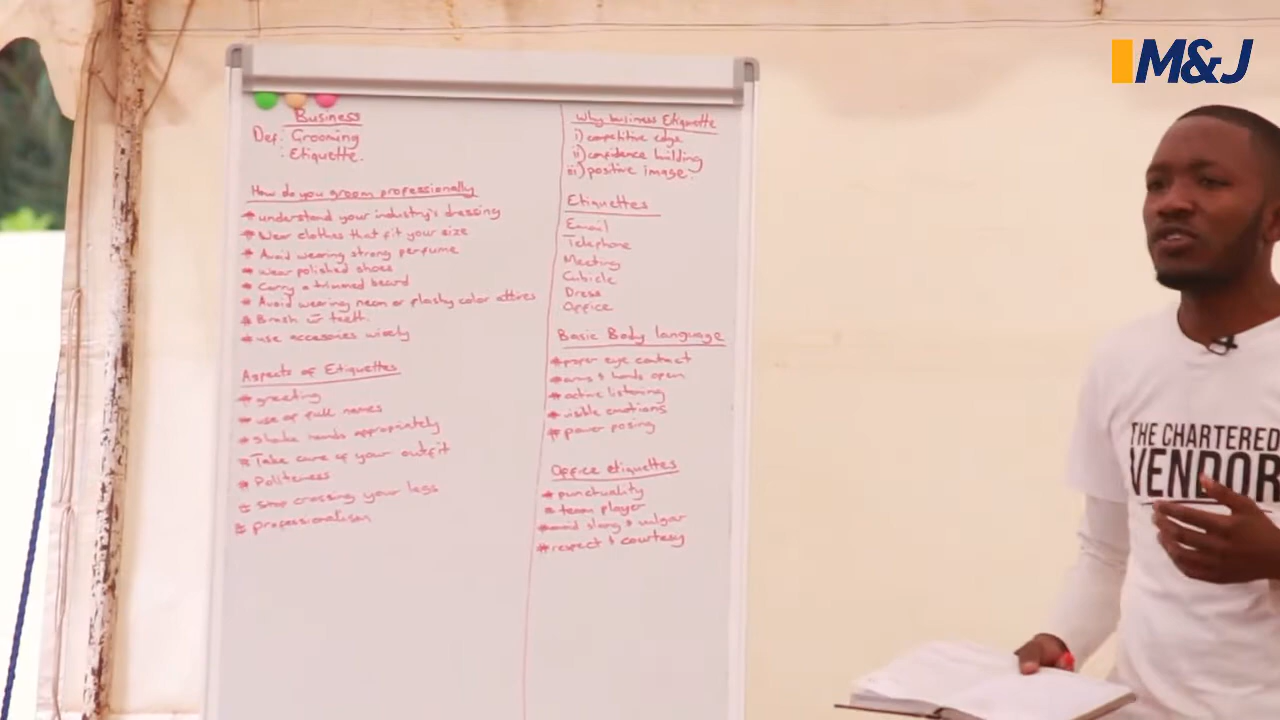 Business
Def: Grooming
: Etiquette.
How do you groom professionally
* understand your industry's dressing
* Wear clothes that fit your size
* Avoid wearing strong perfume
* wear polished shoes
* Carry a trimmed beard
* Avoid wearing neon or flashy color attires
* Brush ur teeth.
* use accesories wisely
Aspects of Etiquettes
* greeting
* use of full names
* Shake hands appropriately
* Take care of your outfit
* Politeness
* Stop crossing your legs
* professionalism
Why business Etiquette
i) competitive edge
ii) confidence building
iii) positive image.
Etiquettes
Email
Telephone
Meeting
Cubicle
Dress
Office
Basic Body language
* proper eye contact
* arms & hands open
* active listening
* visible emotions
* power posing
Office etiquettes
* punctuality
* team player
* avoid slang & vulgar
* respect & courtesy
M&J
THE CHARTERED
VENDOR